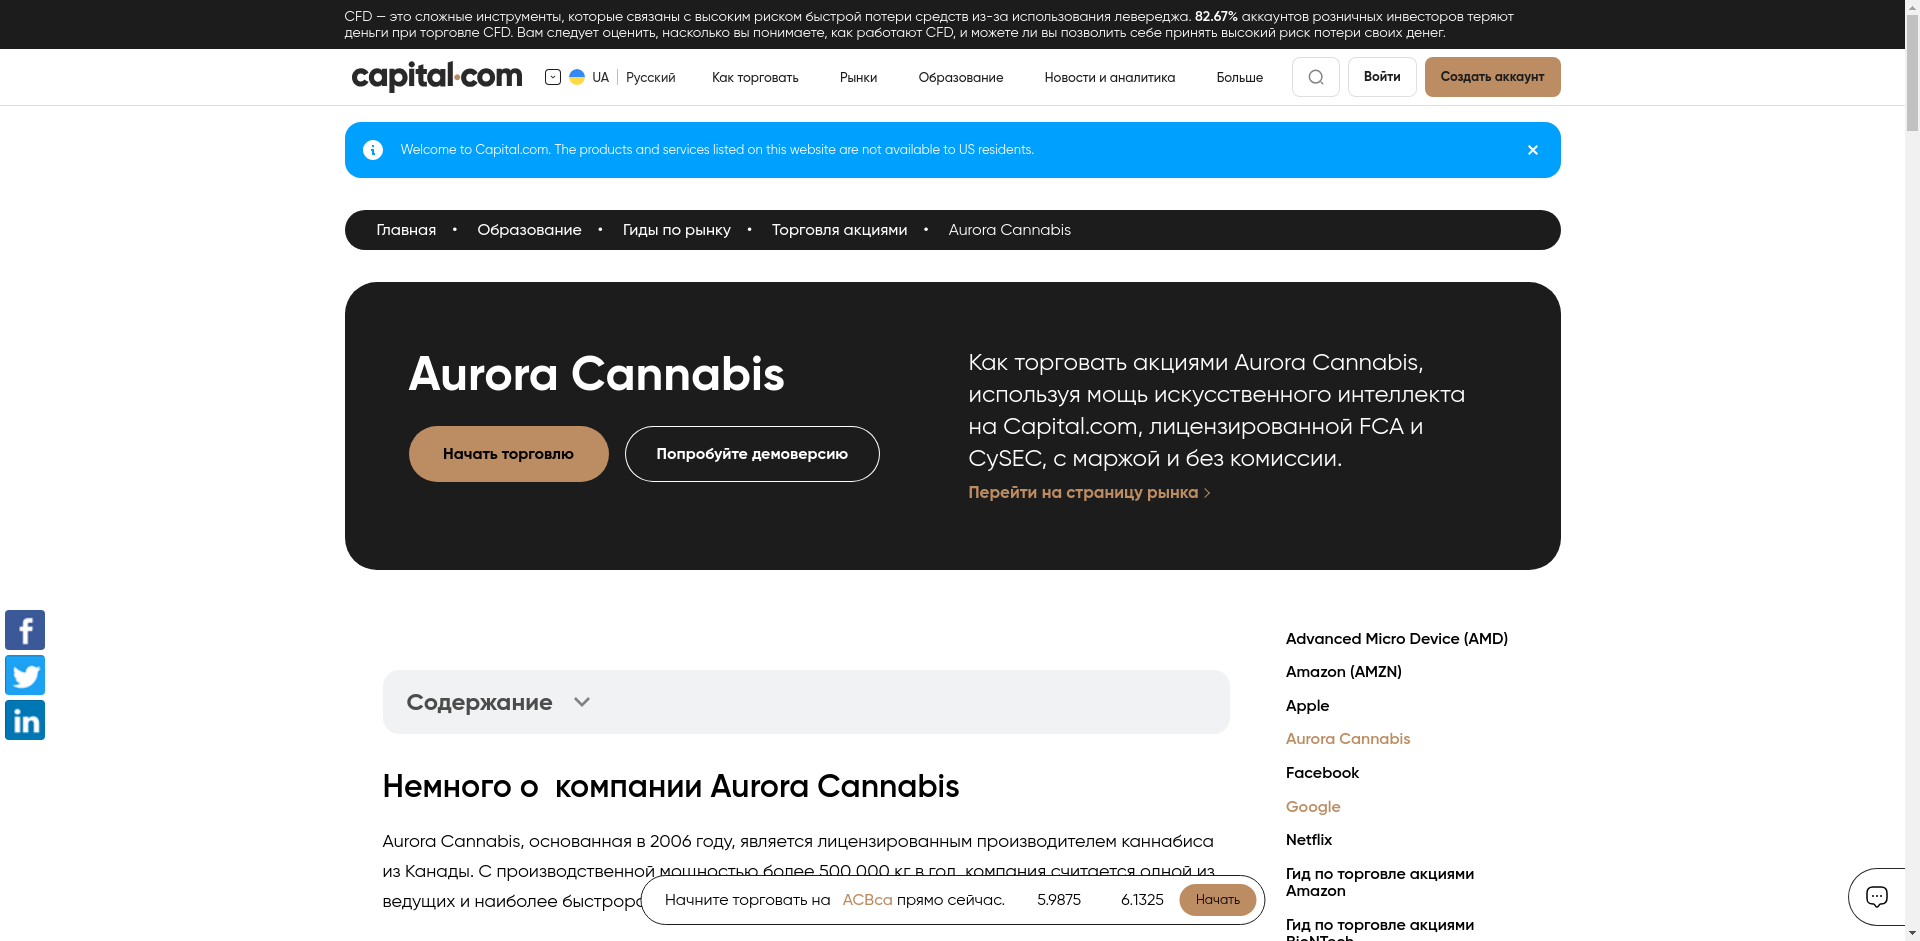 CFD — это сложные инструменты, которые связаны с высоким риском быстрой потери средств из-за использования левереджа. 82.67% аккаунтов розничных инвесторов теряют
деньги при торговле CFD. Вам следует оценить, насколько вы понимаете, как работают CFD, и можете ли вы позволить себе принять высокий риск потери своих денег.
capital.com UA Русский Как торговать Рынки Образование Новости и аналитика Больше Войти Создать аккаунт
Welcome to Capital.com. The products and services listed on this website are not available to US residents.
Главная • Образование • Гиды по рынку • Торговля акциями • Aurora Cannabis
Aurora Cannabis
Начать торговлю Попробуйте демоверсию
Как торговать акциями Aurora Cannabis,
используя мощь искусственного интеллекта
на Capital.com, лицензированной FCA и
CySEC, с маржой и без комиссии.
Перейти на страницу рынка
Содержание
Немного о компании Aurora Cannabis
Aurora Cannabis, основанная в 2006 году, является лицензированным производителем каннабиса
из Канады. С производственной мощностью более 500 000 кг в год, компания считается одной из
ведущих и наиболее
Advanced Micro Device (AMD)
Amazon (AMZN)
Apple
Aurora Cannabis
Facebook
Google
Netflix
Гид по торговле акциями
Amazon
Гид по торговле акциями
BioNTech
Начните торговать на ACBca прямо сейчас. 5.9875 6.1325 Начать